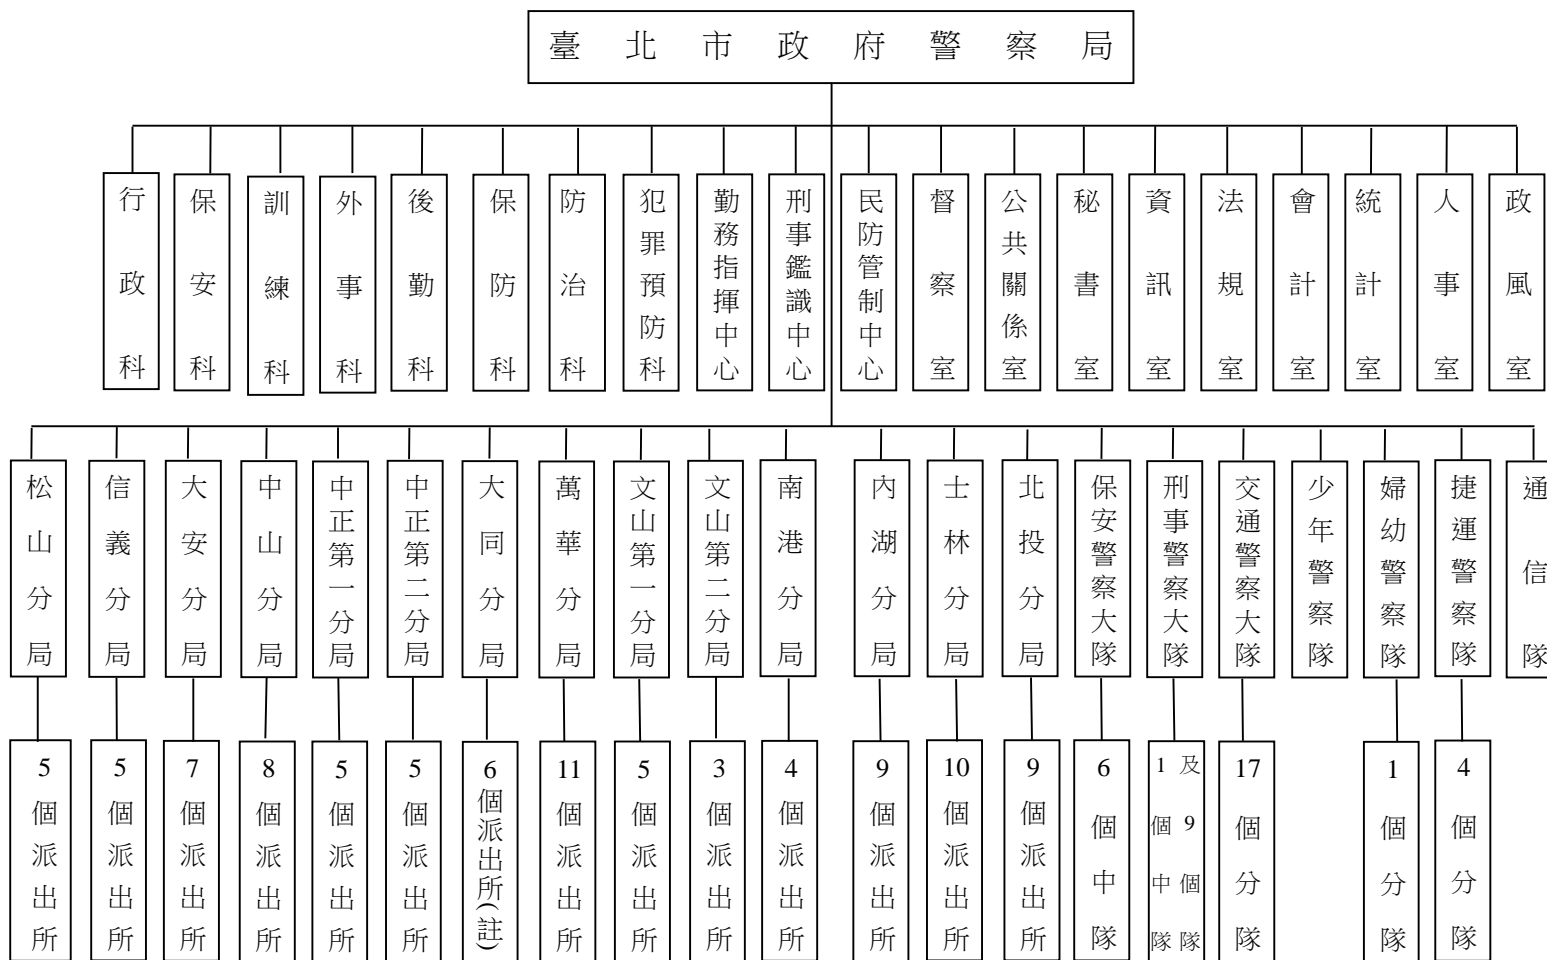 臺北市政府警察局
行政科
保安科
訓練科
外事科
後勤科
保防科
防治科
犯罪預防科
勤務指揮中心
刑事鑑識中心
民防管制中心
督察室
公共關係室
秘書室
資訊室
法規室
會計室
統計室
人事室
政風室
松山分局
信義分局
大安分局
中山分局
中正第一分局
中正第二分局
大同分局
萬華分局
文山第一分局
文山第二分局
南港分局
內湖分局
士林分局
北投分局
保安警察大隊
刑事警察大隊
交通警察大隊
少年警察隊
婦幼警察隊
捷運警察隊
通信隊
5個派出所
5個派出所
7個派出所
8個派出所
5個派出所
5個派出所
6個派出所(註)
11個派出所
5個派出所
3個派出所
4個派出所
9個派出所
10個派出所
9個派出所
6個中隊
及9個隊
1個中隊
17個分隊
1個分隊
4個分隊